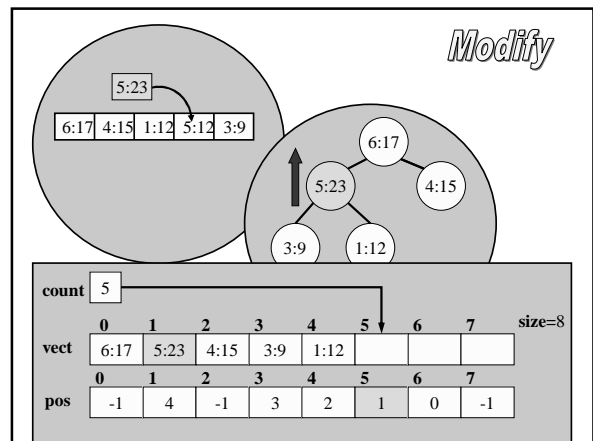 Modify
5:23
6:17 4:15 1:12 5:12 3:9
6:17
5:23 4:15
3:9 1:12
count 5
0 1 2 3 4 5 6 7 size=8
vect 6:17 5:23 4:15 3:9 1:12
0 1 2 3 4 5 6 7
pos -1 4 -1 3 2 1 0 -1